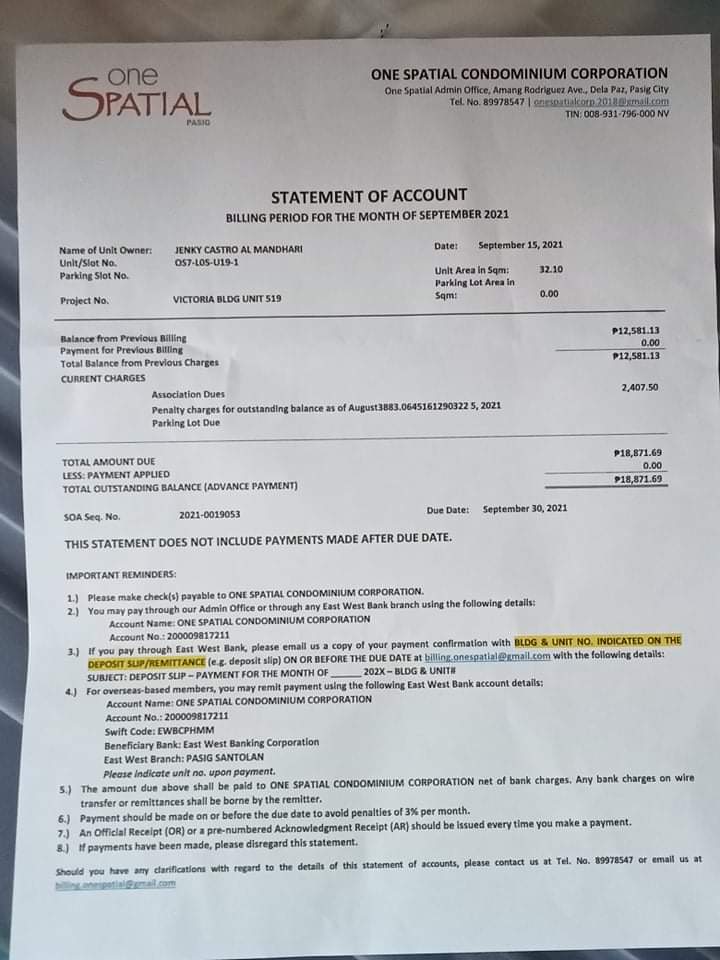 one
SPATIAL
PASIG
ONE SPATIAL CONDOMINIUM CORPORATION
One Spatial Admin Office, Amang Rodriguez Ave., Dela Paz, Pasig City
Tel. No. 89978547 | onespatialcorp.2018@gmail.com
TIN: 008-931-796-000 NV
STATEMENT OF ACCOUNT
BILLING PERIOD FOR THE MONTH OF SEPTEMBER 2021
Name of Unit Owner: JENKY CASTRO AL MANDHARI Date: September 15, 2021
Unit/Slot No. OS7-L05-U19-1 Unit Area in Sqm: 32.10
Parking Slot No. Parking Lot Area in
Sqm: 0.00
Project No. VICTORIA BLDG UNIT 519
Balance from Previous Billing ₱12,581.13
Payment for Previous Billing 0.00
Total Balance from Previous Charges ₱12,581.13
CURRENT CHARGES
Association Dues 2,407.50
Penalty charges for outstanding balance as of August3883.0645161290322 5, 2021
Parking Lot Due
TOTAL AMOUNT DUE ₱18,871.69
LESS: PAYMENT APPLIED 0.00
TOTAL OUTSTANDING BALANCE (ADVANCE PAYMENT) ₱18,871.69
SOA Seq. No. 2021-0019053 Due Date: September 30, 2021
THIS STATEMENT DOES NOT INCLUDE PAYMENTS MADE AFTER DUE DATE.
IMPORTANT REMINDERS:
1.) Please make check(s) payable to ONE SPATIAL CONDOMINIUM CORPORATION.
2.) You may pay through our Admin Office or through any East West Bank branch using the following details:
Account Name: ONE SPATIAL CONDOMINIUM CORPORATION
Account No.: 200009817211
3.) If you pay through East West Bank, please email us a copy of your payment confirmation with BLDG & UNIT NO. INDICATED ON THE
DEPOSIT SLIP/REMITTANCE (e.g. deposit slip) ON OR BEFORE THE DUE DATE at billing.onespatial@gmail.com with the following details:
SUBJECT: DEPOSIT SLIP – PAYMENT FOR THE MONTH OF ______ 202X – BLDG & UNIT#
4.) For overseas-based members, you may remit payment using the following East West Bank account details:
Account Name: ONE SPATIAL CONDOMINIUM CORPORATION
Account No.: 200009817211
Swift Code: EWBCPHMM
Beneficiary Bank: East West Banking Corporation
East West Branch: PASIG SANTOLAN
Please indicate unit no. upon payment.
5.) The amount due above shall be paid to ONE SPATIAL CONDOMINIUM CORPORATION net of bank charges. Any bank charges on wire
transfer or remittances shall be borne by the remitter.
6.) Payment should be made on or before the due date to avoid penalties of 3% per month.
7.) An Official Receipt (OR) or a pre-numbered Acknowledgment Receipt (AR) should be issued every time you make a payment.
8.) If payments have been made, please disregard this statement.
Should you have any clarifications with regard to the details of this statement of accounts, please contact us at Tel. No. 89978547 or email us at
billing.onespatial@gmail.com